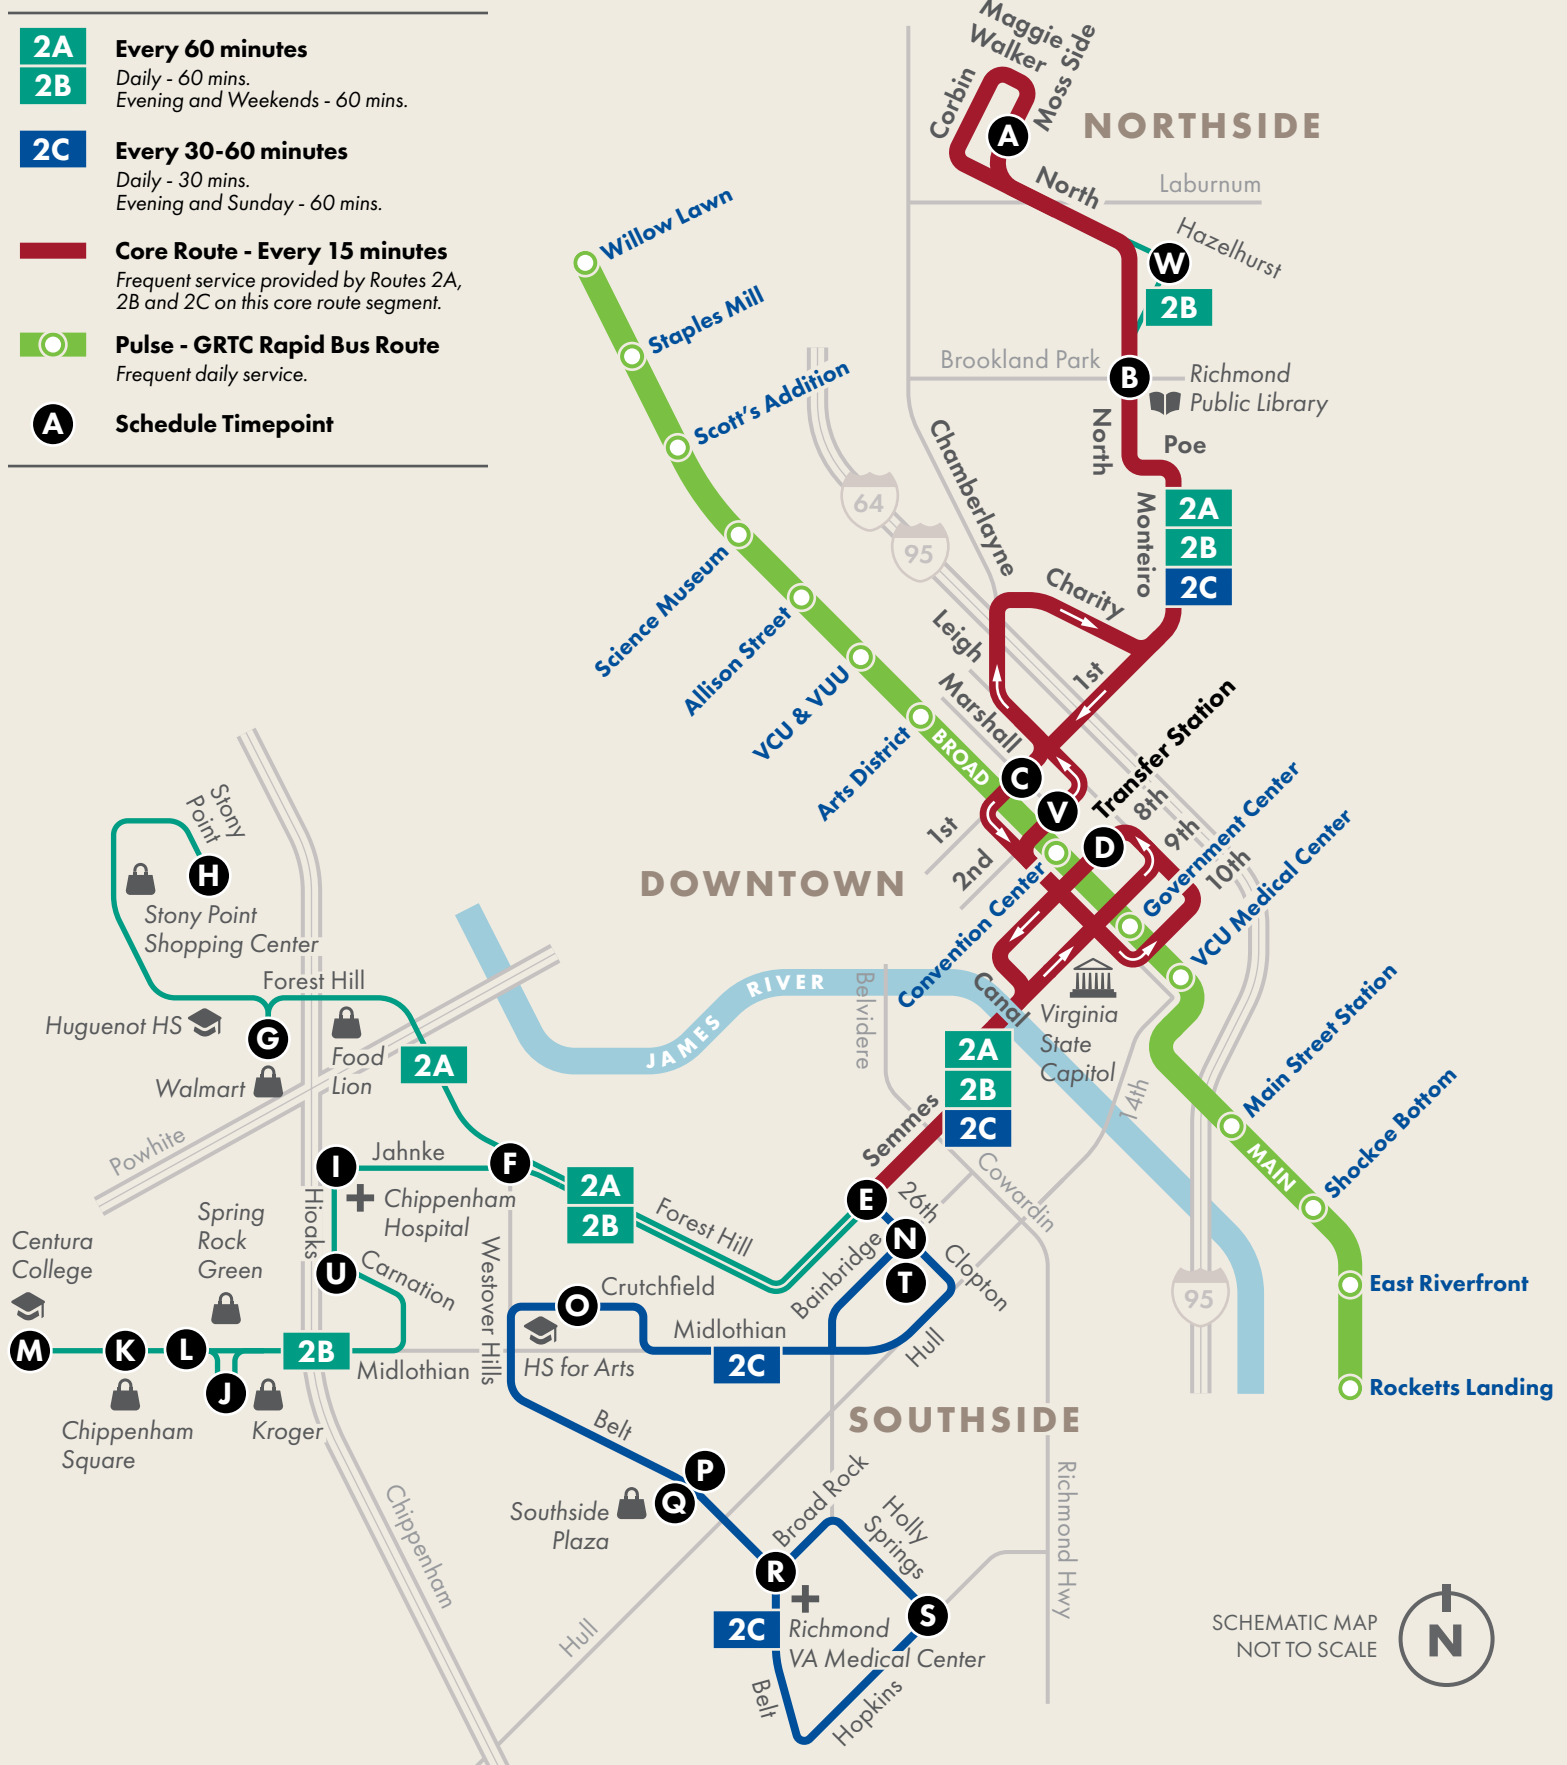 2A
2B
Every 60 minutes
Daily - 60 mins.
Evening and Weekends - 60 mins.
2C
Every 30-60 minutes
Daily - 30 mins.
Evening and Sunday - 60 mins.
Core Route - Every 15 minutes
Frequent service provided by Routes 2A,
2B and 2C on this core route segment.
Pulse - GRTC Rapid Bus Route
Frequent daily service.
A
Schedule Timepoint
Maggie
Walker
Corbin
Moss Side
A
NORTHSIDE
North
Laburnum
Hazelhurst
W
2B
Brookland Park
B
Richmond
Public Library
North
Poe
Monteiro
2A
2B
2C
Chamberlayne
64
95
Charity
Leigh
1st
Marshall
Willow Lawn
Staples Mill
Scott's Addition
Science Museum
Allison Street
VCU & VUU
Arts District
BROAD
C
V
D
Transfer Station
8th
9th
10th
1st
2nd
Convention Center
Government Center
VCU Medical Center
DOWNTOWN
Canal
Virginia
State
Capitol
Belvidere
JAMES
RIVER
2A
2B
2C
14th
Main Street Station
MAIN
Shockoe Bottom
East Riverfront
Rocketts Landing
95
Semmes
Cowardin
E
26th
N
T
Bainbridge
Clopton
Hull
Stony
Point
H
Stony Point
Shopping Center
Forest Hill
Huguenot HS
G
Walmart
Food
Lion
2A
Powhite
I
Jahnke
F
2A
2B
Forest Hill
Chippenham
Hospital
Hioaks
Spring
Rock
Green
Centura
College
U
Carnation
Westover Hills
M
K
L
J
2B
Midlothian
Kroger
Chippenham
Square
O
Crutchfield
HS for Arts
Midlothian
2C
SOUTHSIDE
Belt
P
Q
Southside
Plaza
Chippenham
Hull
Broad Rock
Holly
Springs
R
S
2C
Richmond
VA Medical Center
Belt
Hopkins
Richmond Hwy
SCHEMATIC MAP
NOT TO SCALE
N